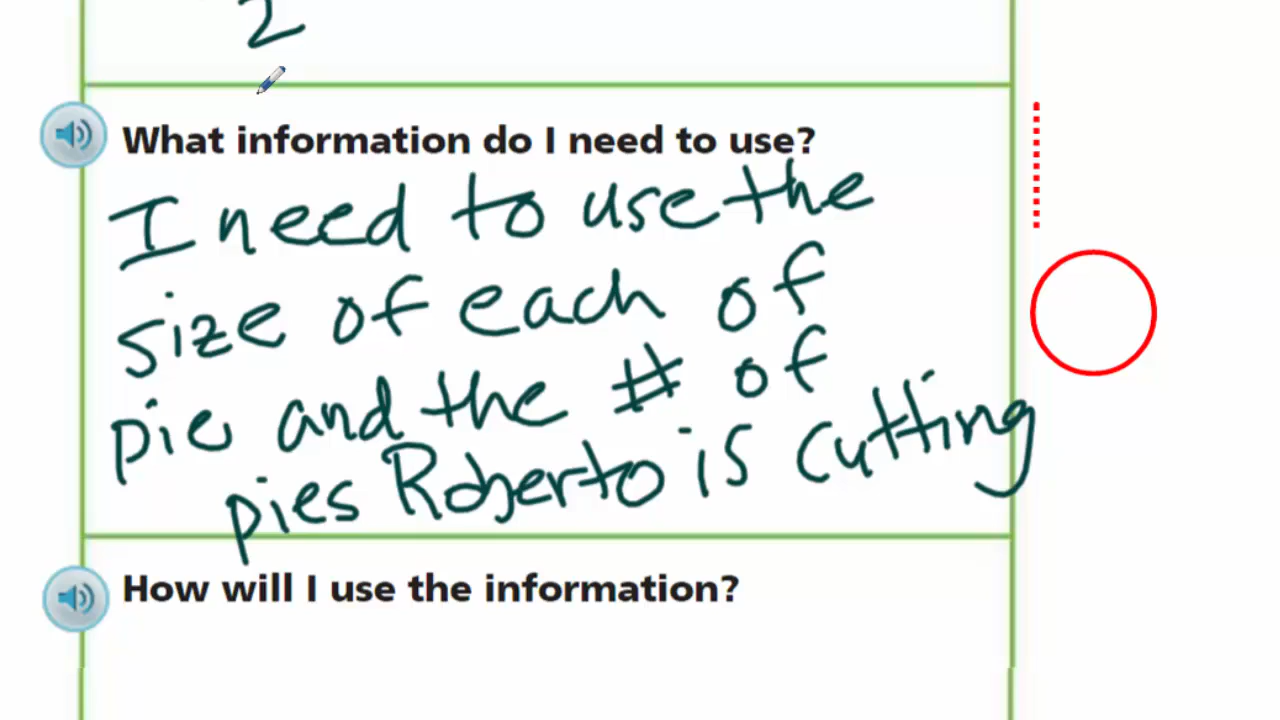 2
What information do I need to use?
I need to use the
size of each of
pie and the # of
pies Roberto is cutting
How will I use the information?